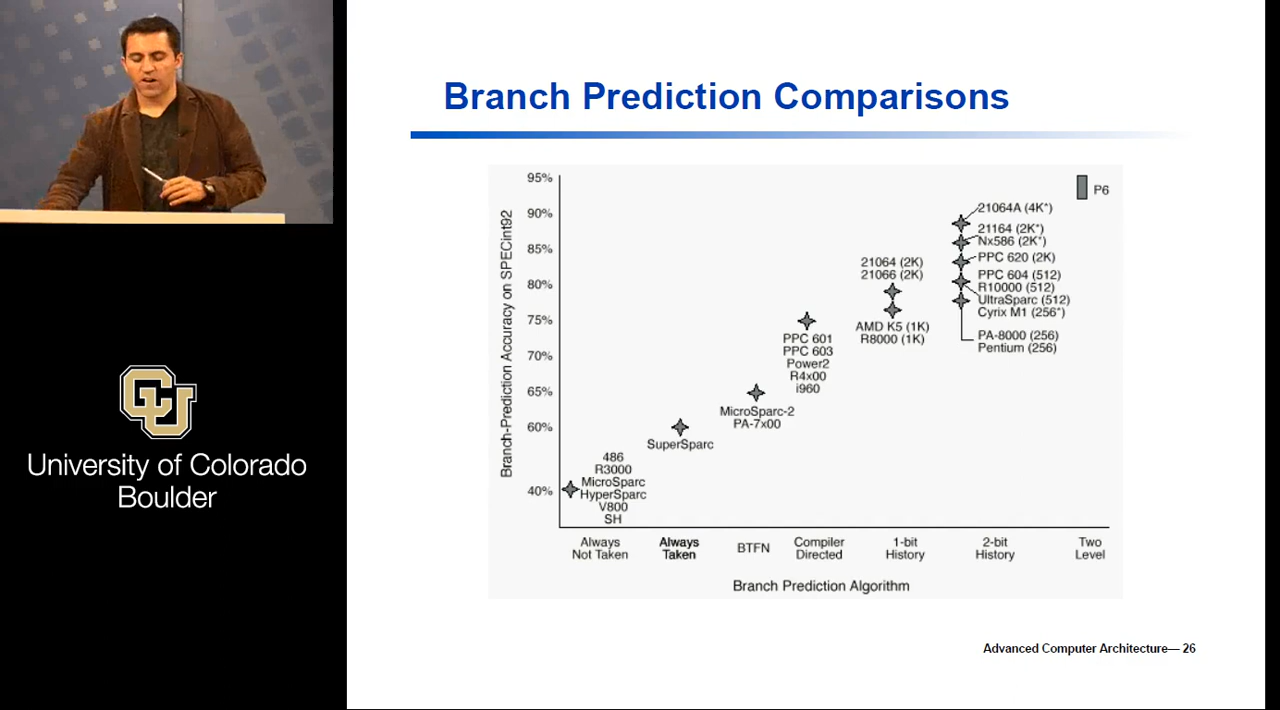 Branch Prediction Comparisons
Branch-Prediction Accuracy on SPECint92
95%
90%
85%
80%
75%
70%
65%
60%
40%
486
R3000
MicroSparc
HyperSparc
V800
SH
SuperSparc
MicroSparc-2
PA-7x00
PPC 601
PPC 603
Power2
R4x00
i960
21064 (2K)
21066 (2K)
AMD K5 (1K)
R8000 (1K)
21064A (4K*)
21164 (2K*)
Nx586 (2K*)
PPC 620 (2K)
PPC 604 (512)
R10000 (512)
UltraSparc (512)
Cyrix M1 (256*)
PA-8000 (256)
Pentium (256)
P6
Always
Not Taken
Always
Taken
BTFN
Compiler
Directed
1-bit
History
2-bit
History
Two
Level
Branch Prediction Algorithm
Advanced Computer Architecture— 26
CU
University of Colorado
Boulder